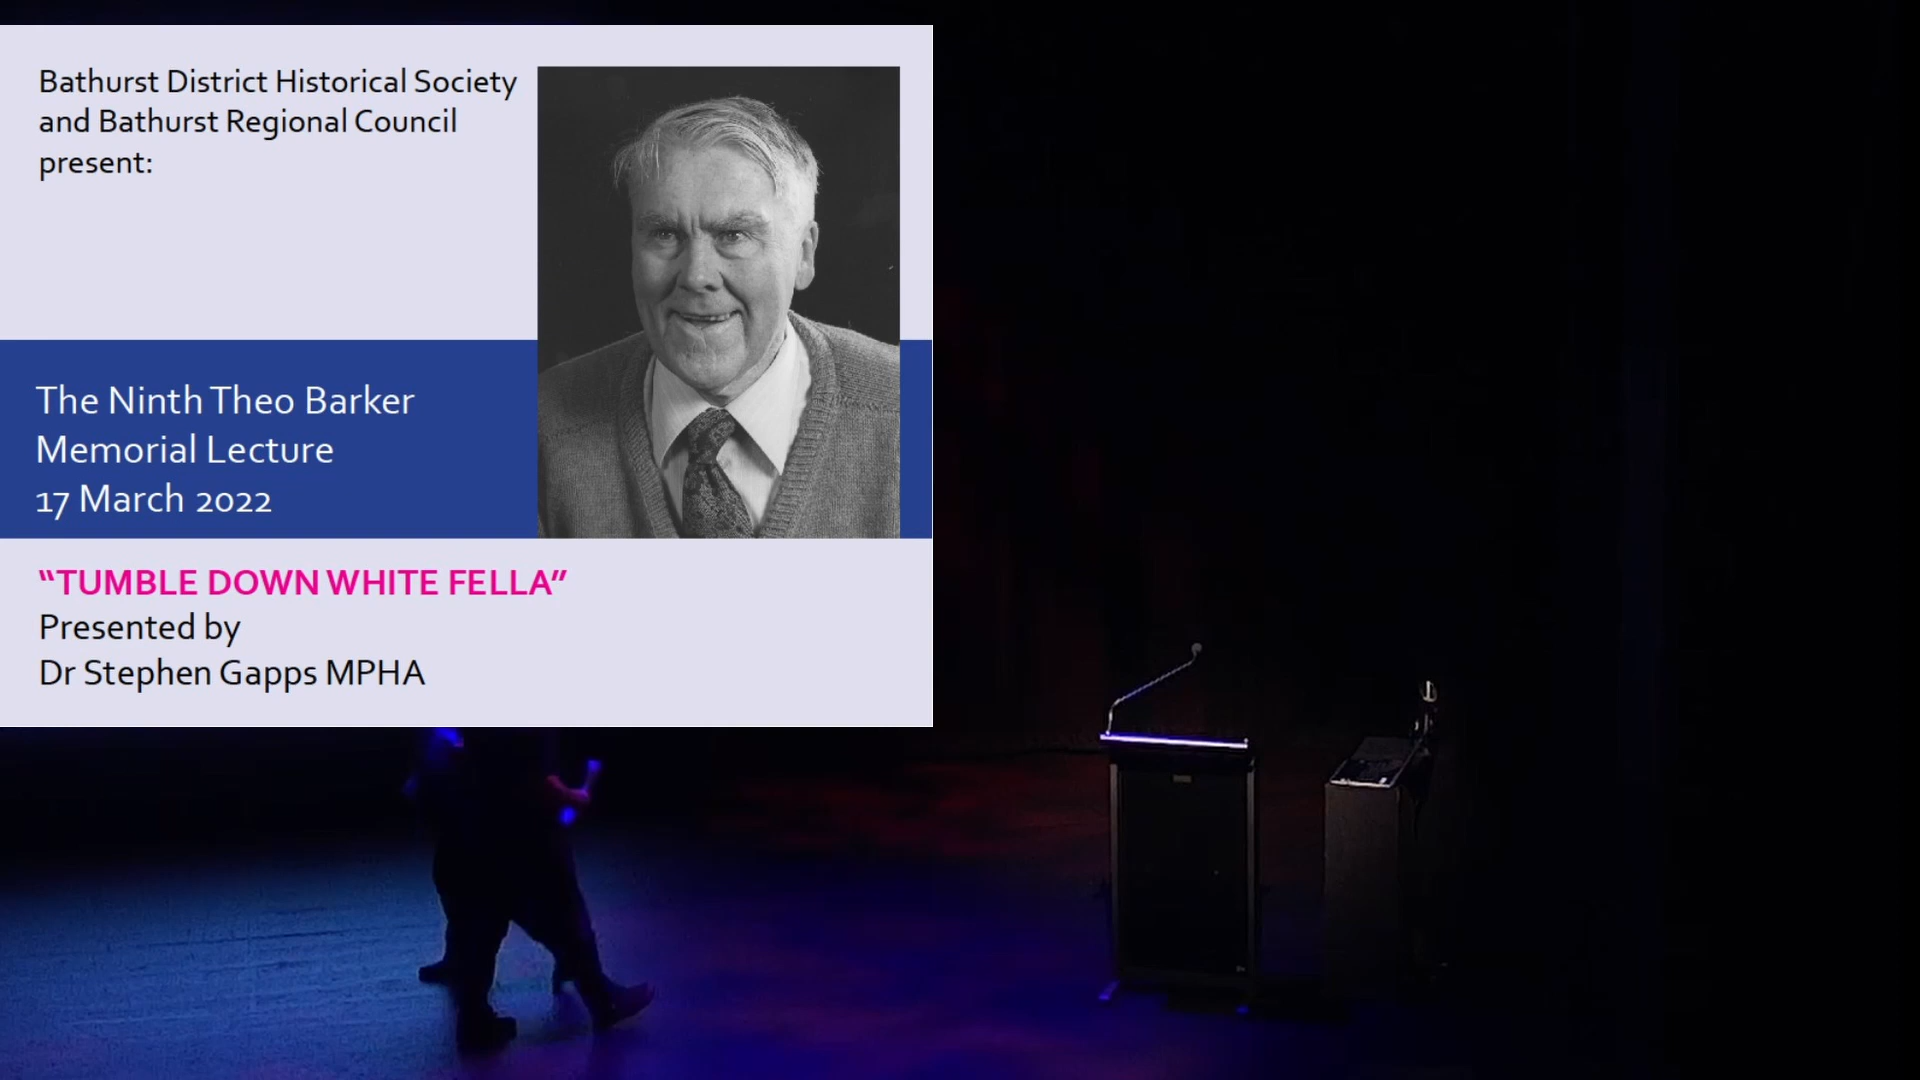 Bathurst District Historical Society
and Bathurst Regional Council
present:
The Ninth Theo Barker
Memorial Lecture
17 March 2022
“TUMBLE DOWN WHITE FELLA”
Presented by
Dr Stephen Gapps MPHA